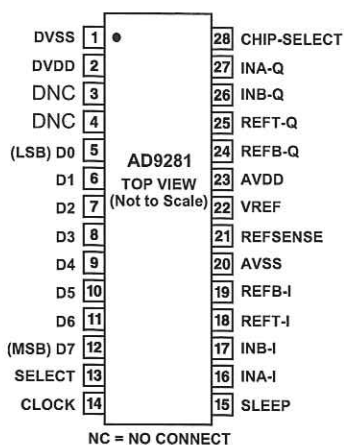 DVSS 1
DVDD 2
DNC 3
DNC 4
(LSB) D0 5
D1 6
D2 7
D3 8
D4 9
D5 10
D6 11
(MSB) D7 12
SELECT 13
CLOCK 14
AD9281
TOP VIEW
(Not to Scale)
28 CHIP-SELECT
27 INA-Q
26 INB-Q
25 REFT-Q
24 REFB-Q
23 AVDD
22 VREF
21 REFSENSE
20 AVSS
19 REFB-I
18 REFT-I
17 INB-I
16 INA-I
15 SLEEP
NC = NO CONNECT